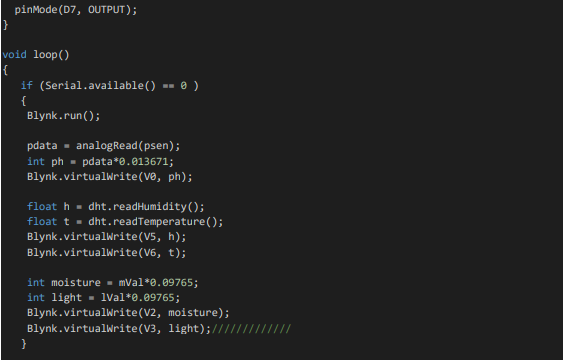 pinMode(D7, OUTPUT);
}
void loop()
{
if (Serial.available() == 0 )
{
Blynk.run();
pdata = analogRead(psen);
int ph = pdata*0.013671;
Blynk.virtualWrite(V0, ph);
float h = dht.readHumidity();
float t = dht.readTemperature();
Blynk.virtualWrite(V5, h);
Blynk.virtualWrite(V6, t);
int moisture = mVal*0.09765;
int light = lVal*0.09765;
Blynk.virtualWrite(V2, moisture);
Blynk.virtualWrite(V3, light);/////////////
}